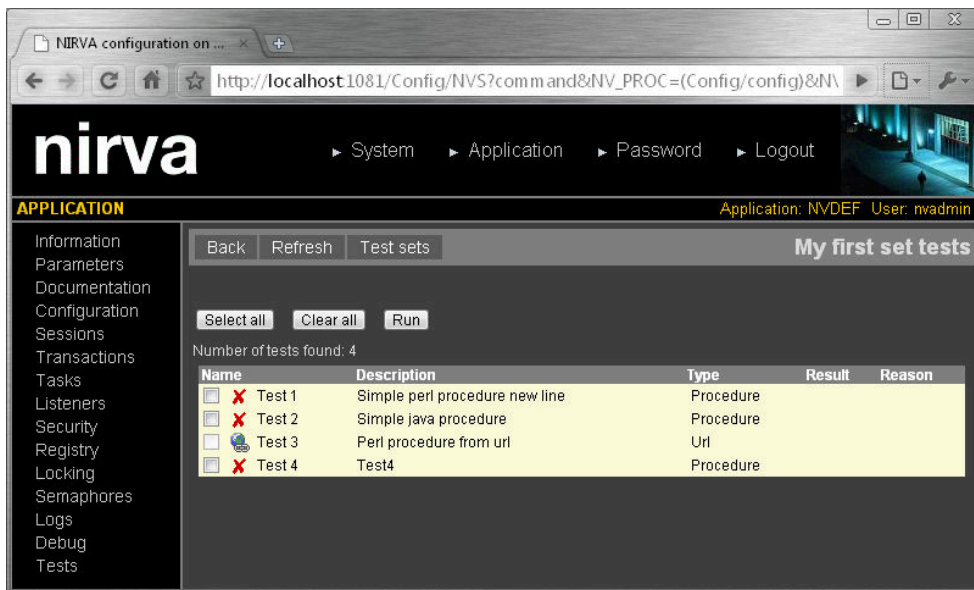 NIRVA configuration on ...
http://localhost:1081/Config/NVS?command&NV_PROC=(Config/config)&N\
nirva
System Application Password Logout
APPLICATION Application: NVDEF User: nvadmin
Information
Parameters
Documentation
Configuration
Sessions
Transactions
Tasks
Listeners
Security
Registry
Locking
Semaphores
Logs
Debug
Tests
Back Refresh Test sets My first set tests
Select all Clear all Run
Number of tests found: 4
Name Description Type Result Reason
Test 1 Simple perl procedure new line Procedure
Test 2 Simple java procedure Procedure
Test 3 Perl procedure from url Url
Test 4 Test4 Procedure